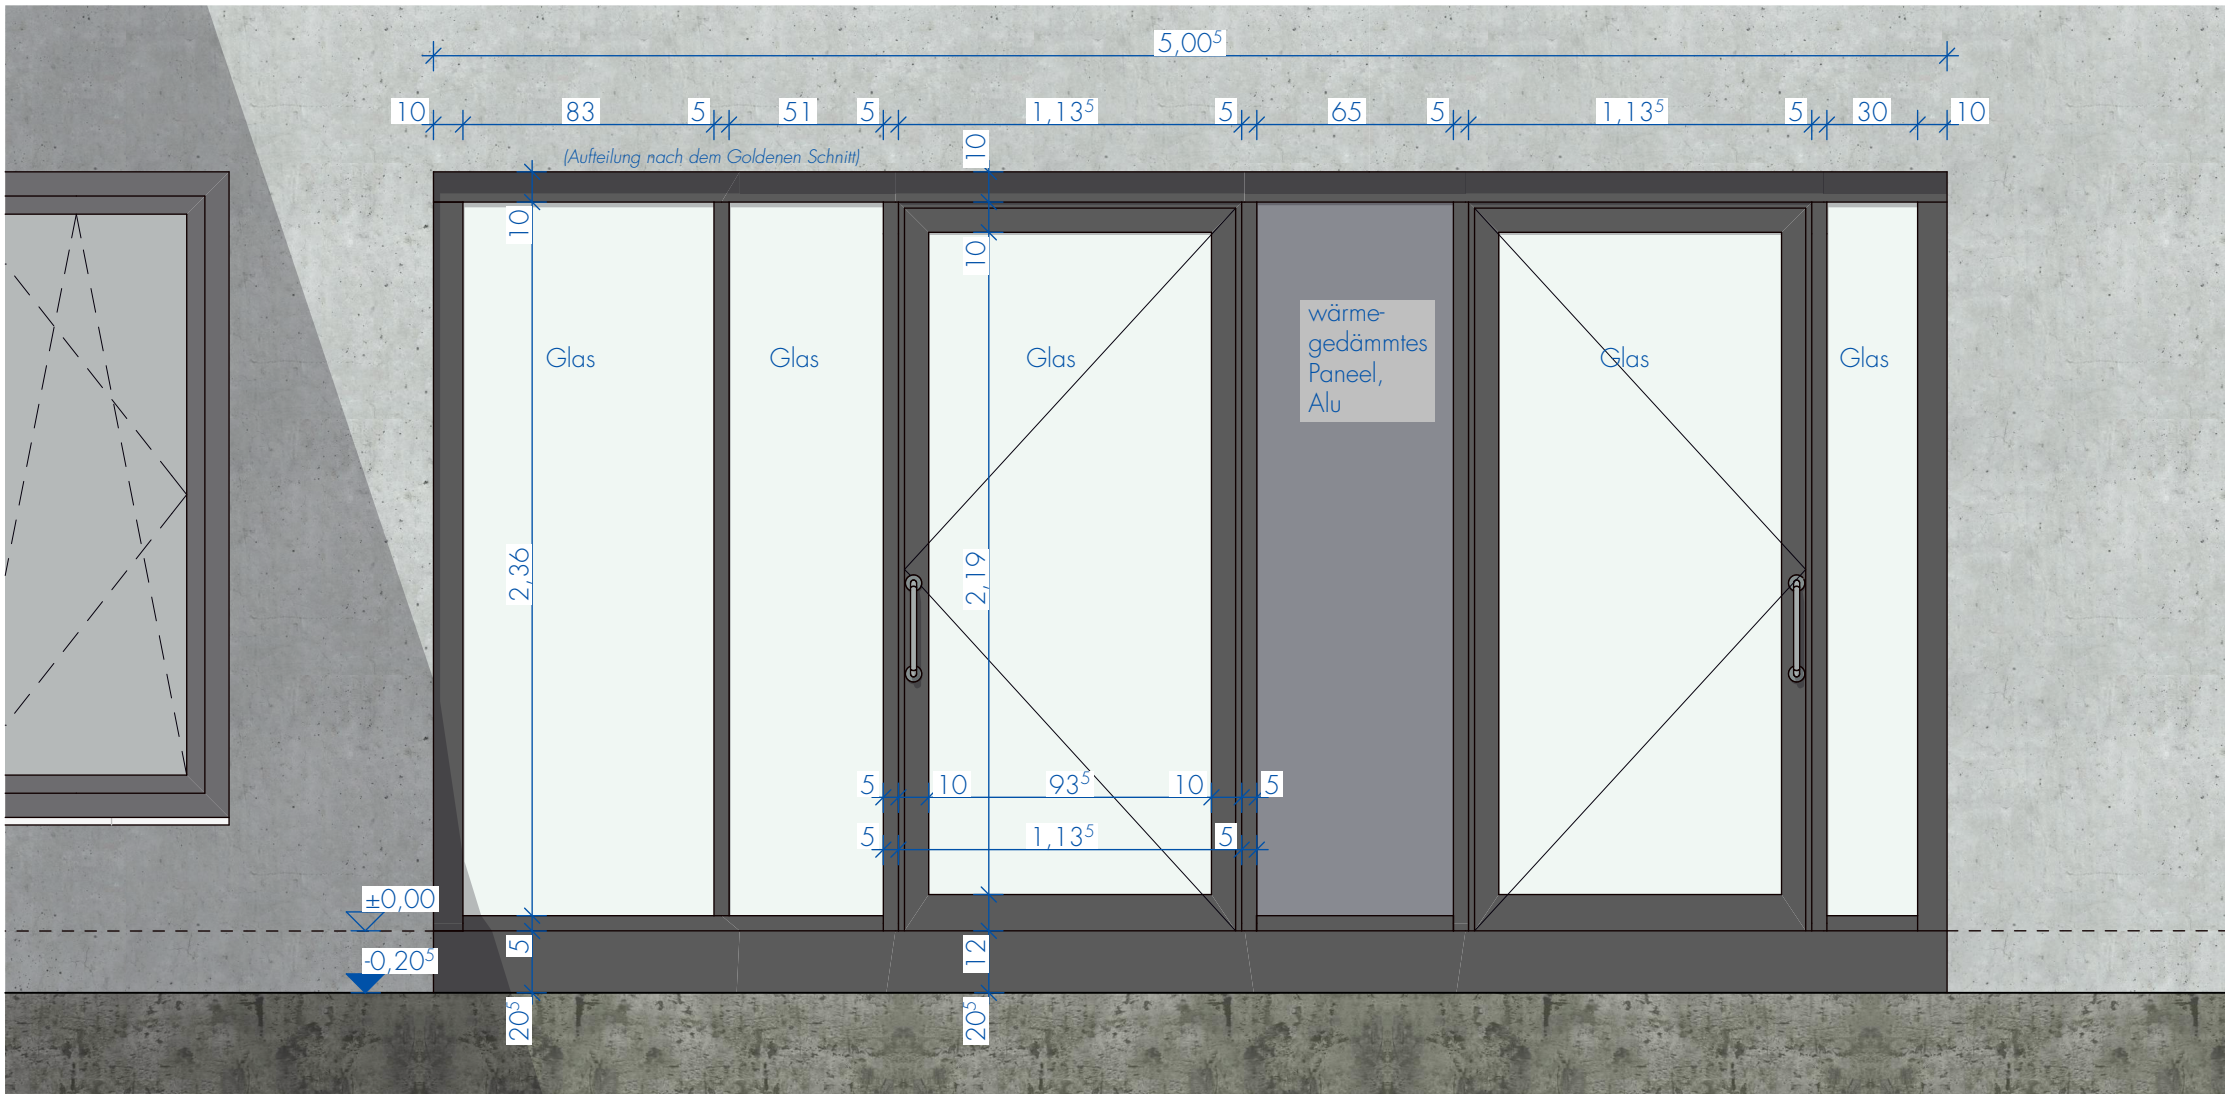 5,00⁵
10 83 5 51 5 1,13⁵ 5 65 5 1,13⁵ 5 30 10
(Aufteilung nach dem Goldenen Schnitt)
10
10
10
wärme-
gedämmtes
Paneel,
Alu
Glas Glas Glas Glas Glas
2,36
2,19
5 10 93⁵ 10 5
5 1,13⁵ 5
±0,00
-0,20⁵
5
12
20⁵
20⁵